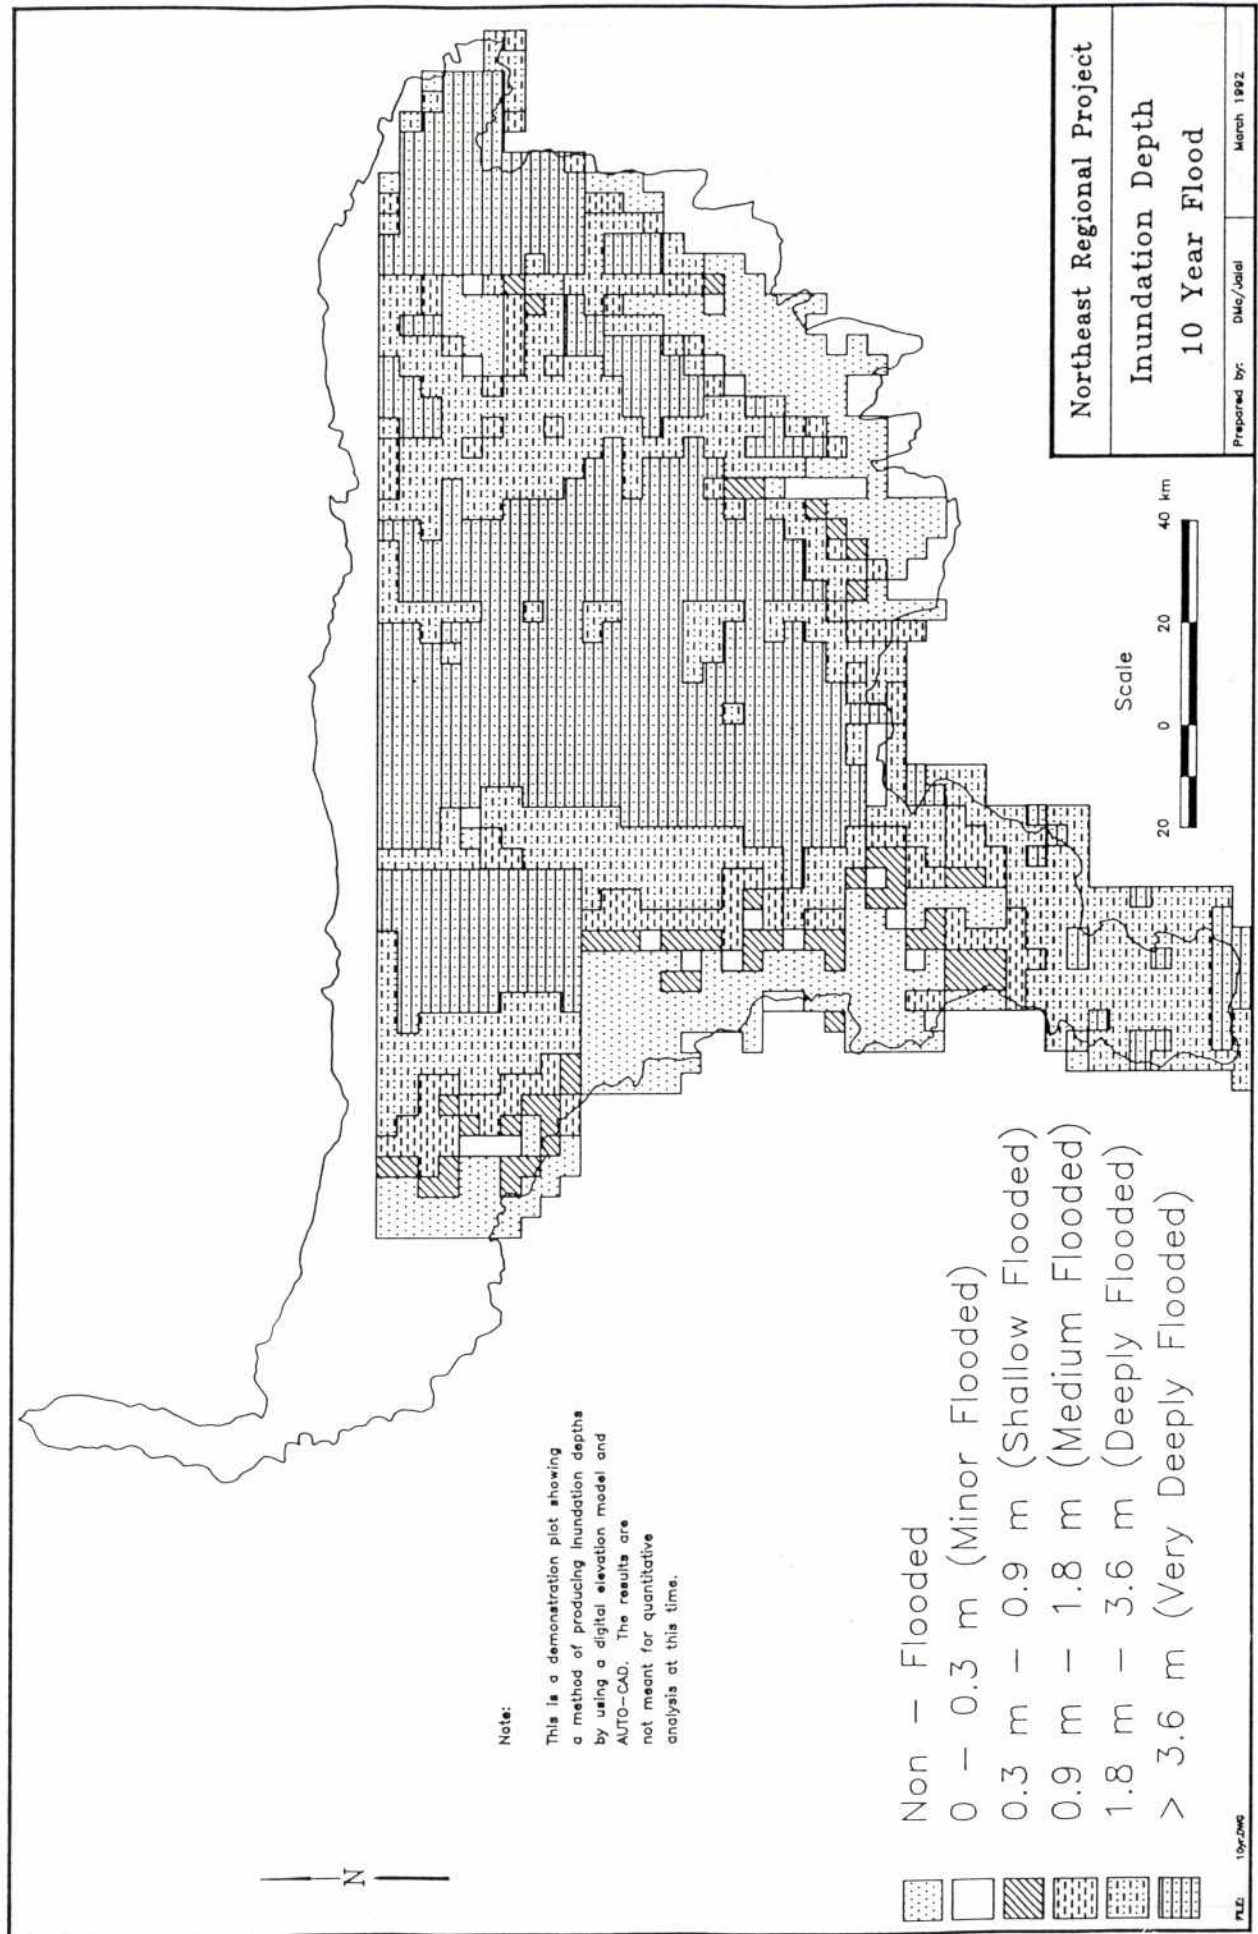 N
Note:
This is a demonstration plot showing
a method of producing inundation depths
by using a digital elevation model and
AUTO-CAD. The results are
not meant for quantitative
analysis at this time.
Non - Flooded
0 - 0.3 m (Minor Flooded)
0.3 m - 0.9 m (Shallow Flooded)
0.9 m - 1.8 m (Medium Flooded)
1.8 m - 3.6 m (Deeply Flooded)
> 3.6 m (Very Deeply Flooded)
Scale
20 0 20 40 km
Northeast Regional Project
Inundation Depth
10 Year Flood
Prepared by: DMc/Jalal March 1992
FILE: 10yr.DWG